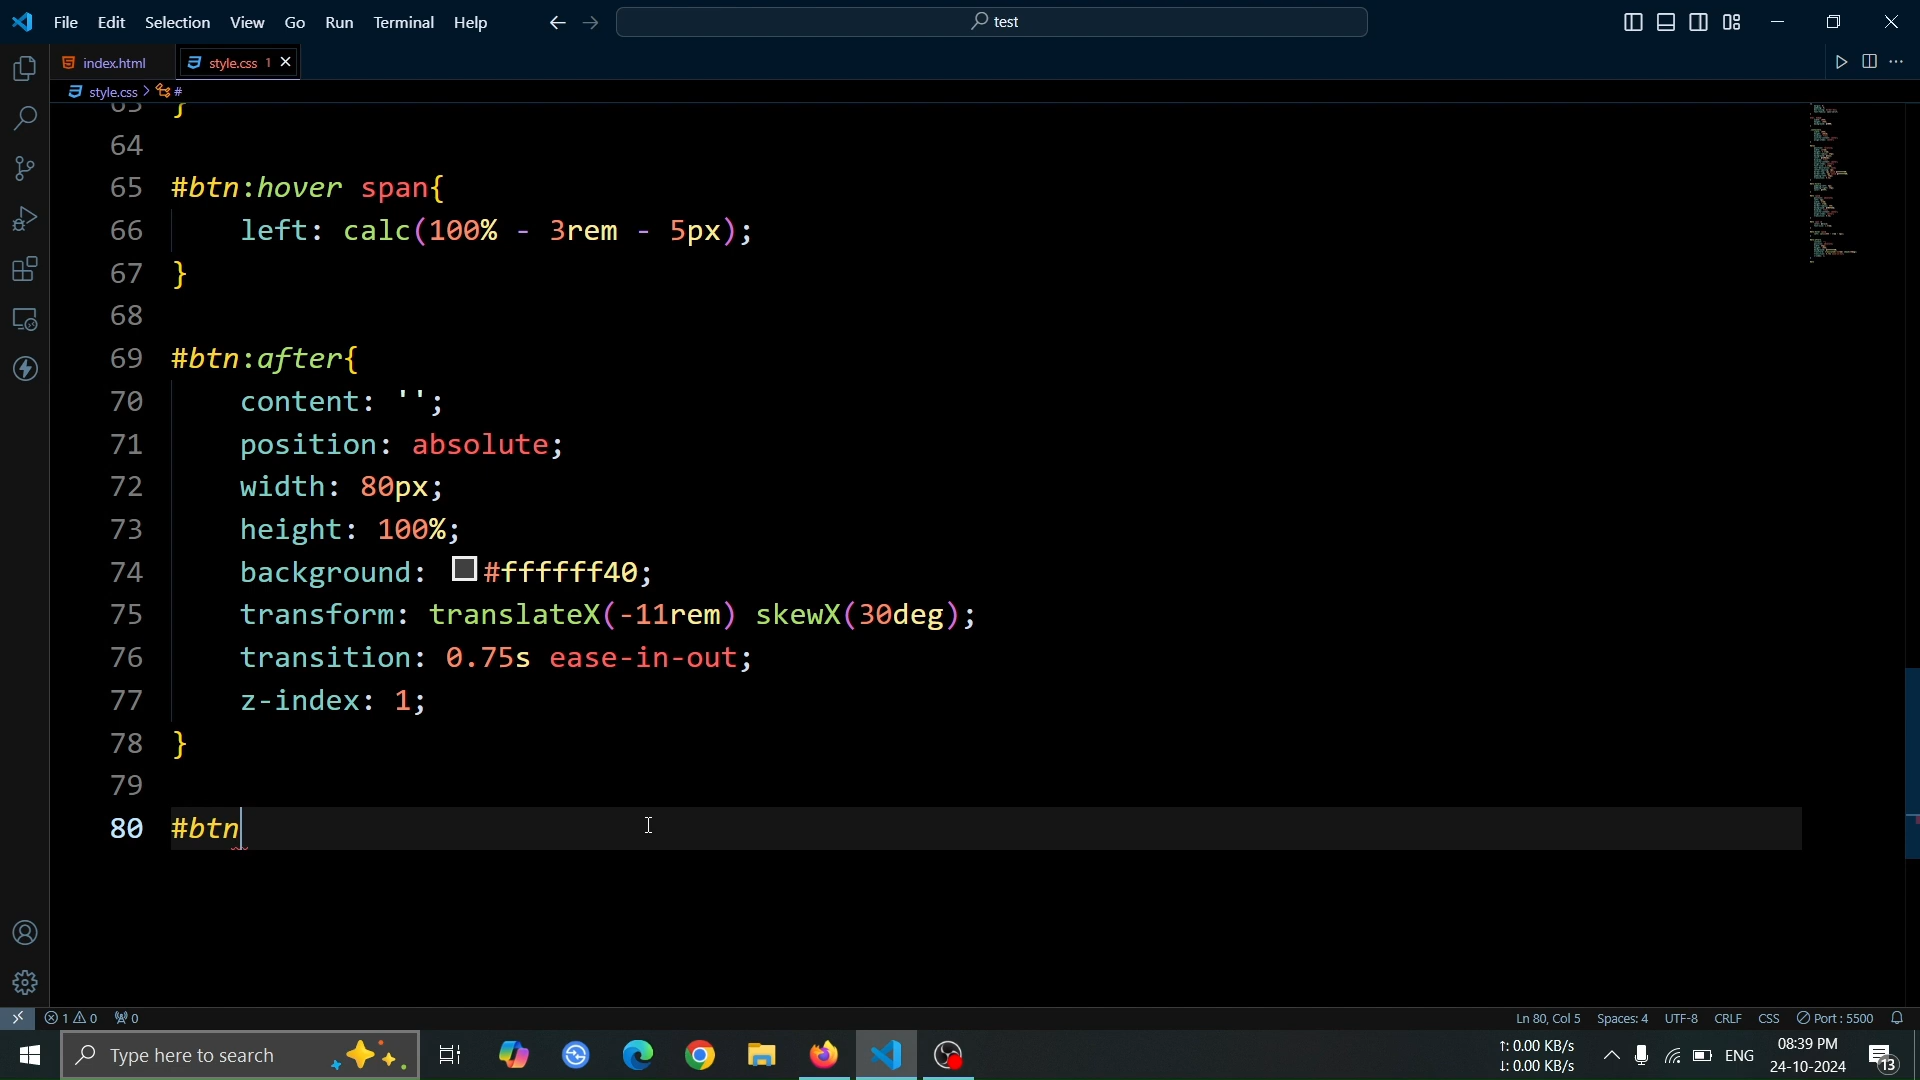 File Edit Selection View Go Run Terminal Help test
index.html style.css 1
style.css > #
63 }
64
65 #btn:hover span{
66 left: calc(100% - 3rem - 5px);
67 }
68
69 #btn:after{
70 content: '';
71 position: absolute;
72 width: 80px;
73 height: 100%;
74 background: #ffffff40;
75 transform: translateX(-11rem) skewX(30deg);
76 transition: 0.75s ease-in-out;
77 z-index: 1;
78 }
79
80 #btn
1 0 0 Ln 80, Col 5 Spaces: 4 UTF-8 CRLF CSS Port : 5500
Type here to search ↑: 0.00 KB/s ENG 08:39 PM
↓: 0.00 KB/s 24-10-2024 13